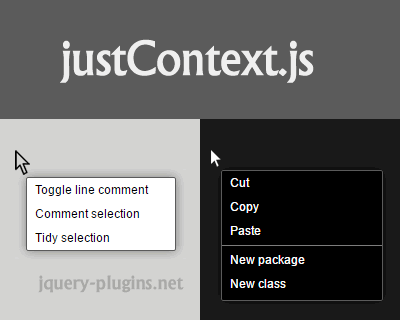 justContext.js
Toggle line comment
Comment selection
Tidy selection
jquery-plugins.net
Cut
Copy
Paste
New package
New class